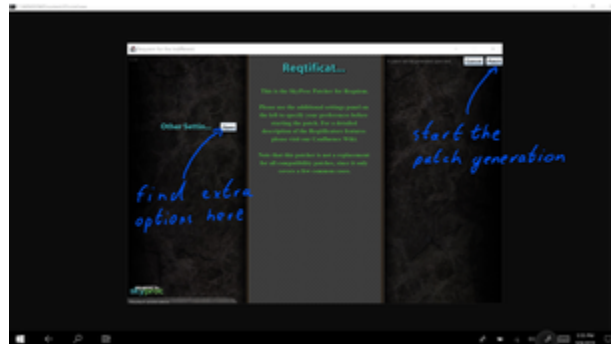 Reqtificat...
This is the SkyProc Patcher for Requiem.
Please use the additional settings panel on
the left to specify your preferences before
starting the patch. For a detailed
description of the Reqtificators features
please visit our Confluence Wiki.
Note that this patcher is not a replacement
for all compatibility patches, since it only
covers a few common cases.
Other Settin...
Open
start the
patch generation
find extra
option here
skyproc